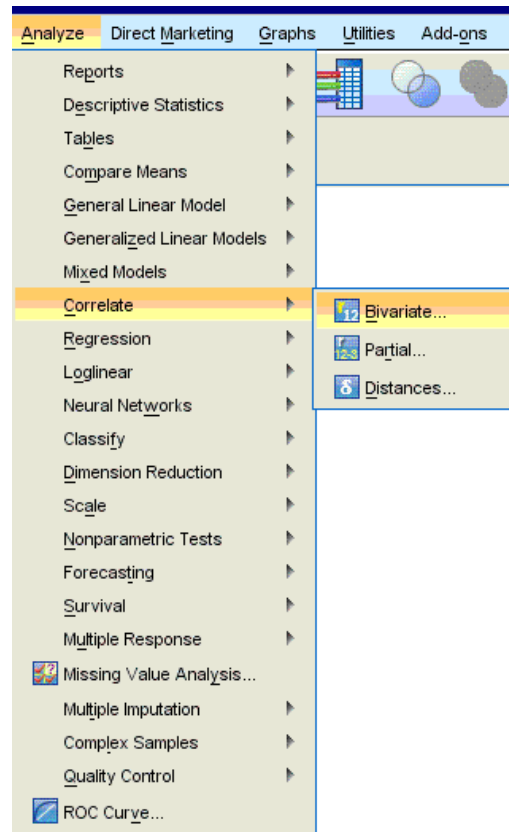 Analyze Direct Marketing Graphs Utilities Add-ons
Reports
Descriptive Statistics
Tables
Compare Means
General Linear Model
Generalized Linear Models
Mixed Models
Correlate
Bivariate...
Partial...
Distances...
Regression
Loglinear
Neural Networks
Classify
Dimension Reduction
Scale
Nonparametric Tests
Forecasting
Survival
Multiple Response
Missing Value Analysis...
Multiple Imputation
Complex Samples
Quality Control
ROC Curve...